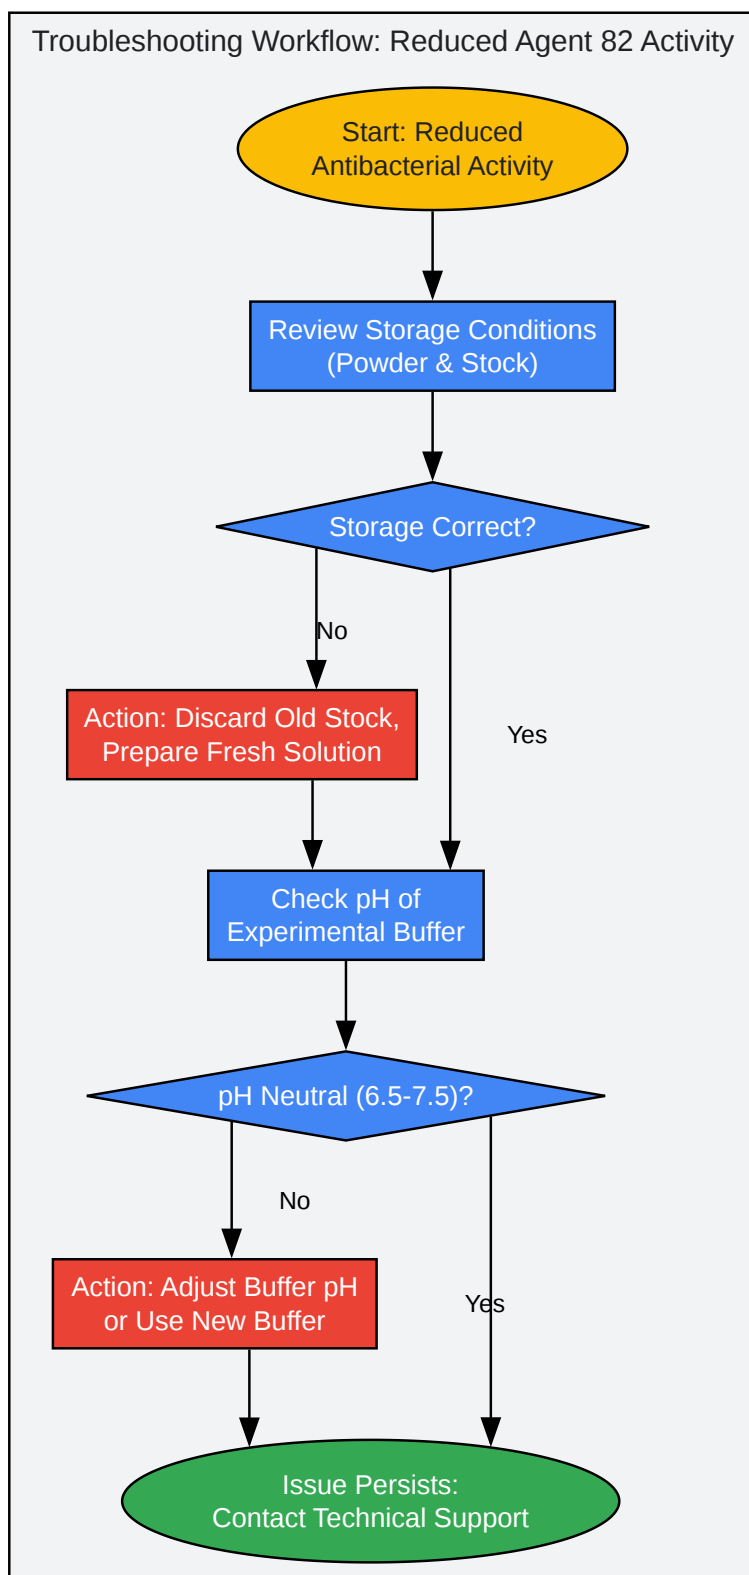 Troubleshooting Workflow: Reduced Agent 82 Activity
Start: Reduced
Antibacterial Activity
Review Storage Conditions
(Powder & Stock)
Storage Correct?
No
Action: Discard Old Stock,
Prepare Fresh Solution
Yes
Check pH of
Experimental Buffer
pH Neutral (6.5-7.5)?
No
Action: Adjust Buffer pH
or Use New Buffer
Yes
Issue Persists:
Contact Technical Support